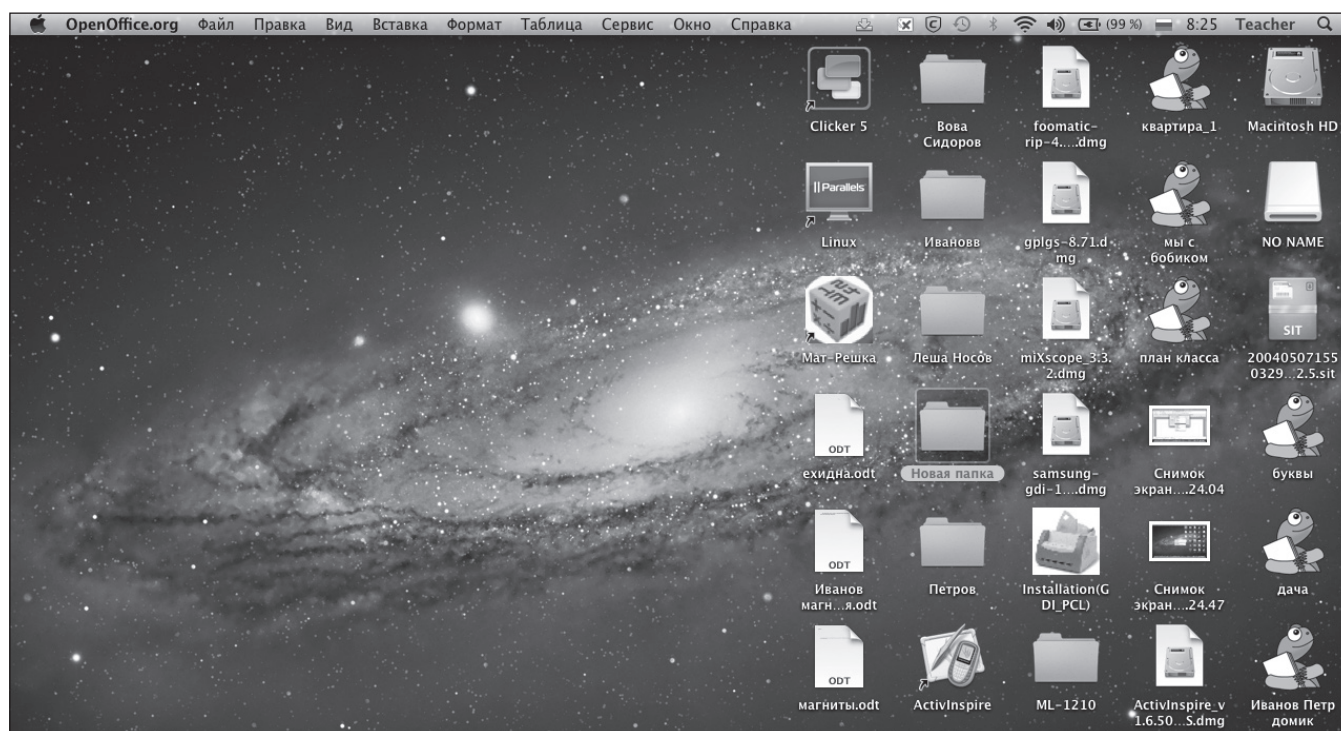 OpenOffice.org Файл Правка Вид Вставка Формат Таблица Сервис Окно Справка (99 %) 8:25 Teacher
Clicker 5
Вова
Сидоров
foomatic-
rip-4....dmg
квартира_1
Macintosh HD
|| Parallels
Linux
Ивановв
gplgs-8.71.d
mg
мы с
бобиком
NO NAME
Мат-Решка
Леша Носов
miXscope_3.3.
2.dmg
план класса
SIT
20040507155
0329...2.5.sit
ODT
ехидна.odt
Новая папка
samsung-
gdi-1....dmg
Снимок
экран...24.04
буквы
ODT
Иванов
магн...я.odt
Петров
Installation(G
DI_PCL)
Снимок
экран...24.47
дача
ODT
магниты.odt
ActivInspire
ML-1210
ActivInspire_v
1.6.50...S.dmg
Иванов Петр
домик